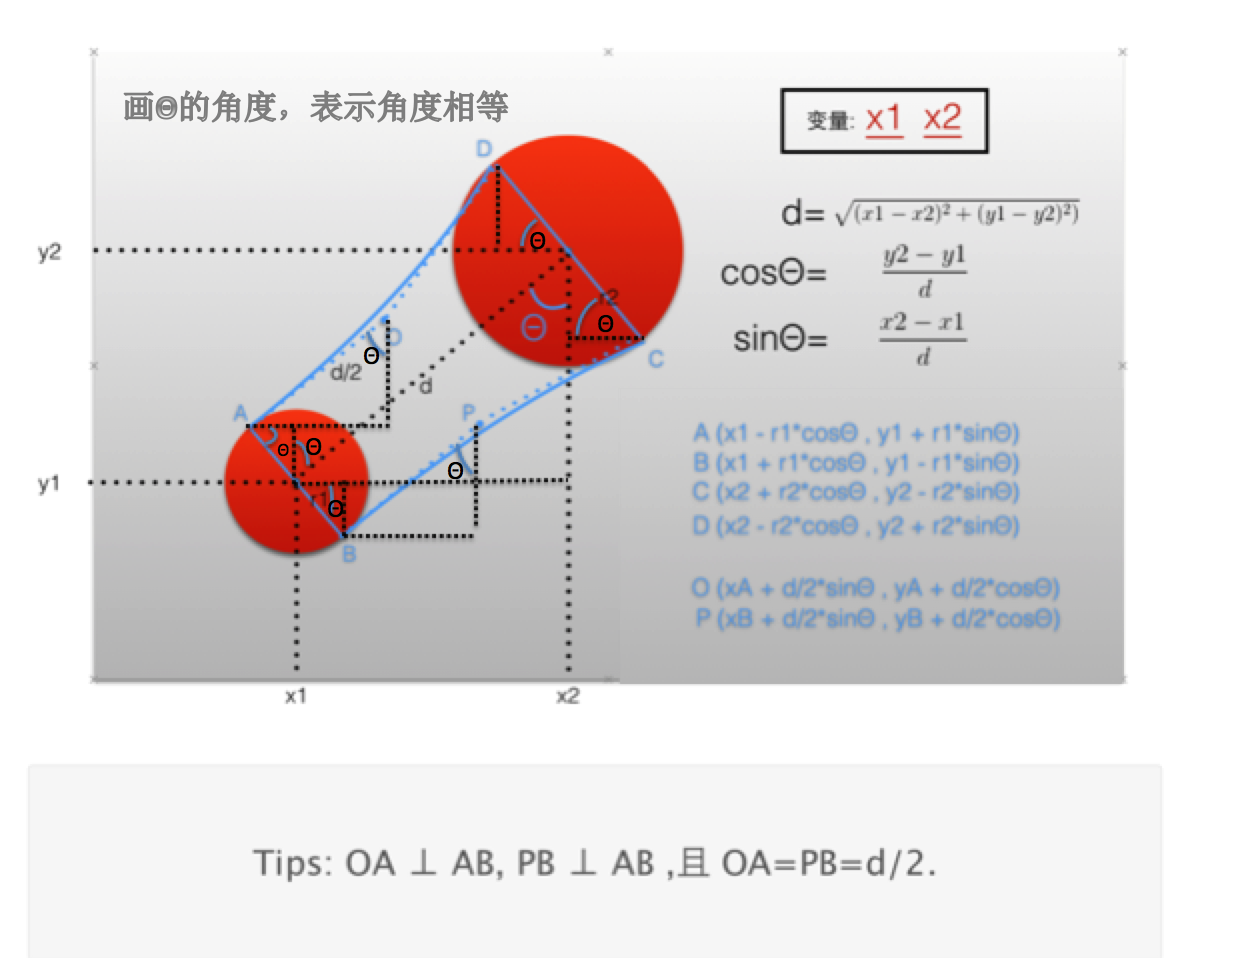 画Θ的角度，表示角度相等
变量: x1 x2
D
d= √(x1 − x2)² + (y1 − y2)²)
y2
Θ
cosΘ= y2 − y1 / d
r2
Θ
Θ
sinΘ= x2 − x1 / d
O
Θ
C
d/2
d
A
P
A (x1 - r1*cosΘ , y1 + r1*sinΘ)
Θ
Θ
B (x1 + r1*cosΘ , y1 - r1*sinΘ)
Θ
y1
C (x2 + r2*cosΘ , y2 - r2*sinΘ)
Θ
D (x2 - r2*cosΘ , y2 + r2*sinΘ)
B
O (xA + d/2*sinΘ , yA + d/2*cosΘ)
P (xB + d/2*sinΘ , yB + d/2*cosΘ)
x1
x2
Tips: OA ⊥ AB, PB ⊥ AB ,且 OA=PB=d/2.